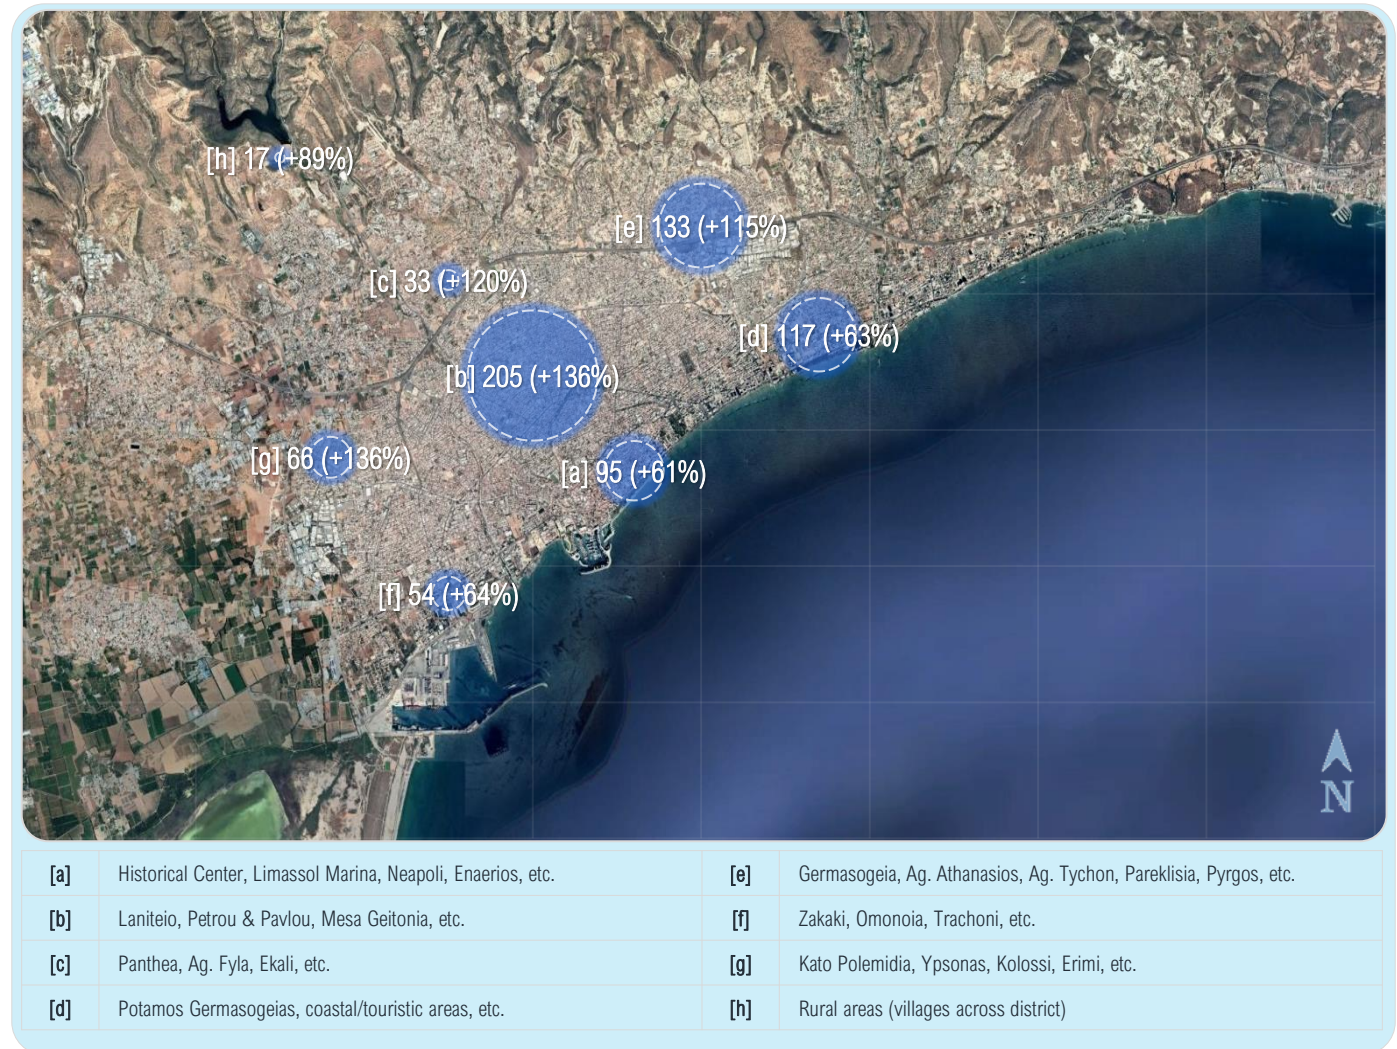 [h] 17 (+89%)
[e] 133 (+115%)
[c] 33 (+120%)
[d] 117 (+63%)
[b] 205 (+136%)
[g] 66 (+136%)
[a] 95 (+61%)
[f] 54 (+64%)
N
[a] Historical Center, Limassol Marina, Neapoli, Enaerios, etc.
[e] Germasogeia, Ag. Athanasios, Ag. Tychon, Pareklisia, Pyrgos, etc.
[b] Laniteio, Petrou & Pavlou, Mesa Geitonia, etc.
[f] Zakaki, Omonoia, Trachoni, etc.
[c] Panthea, Ag. Fyla, Ekali, etc.
[g] Kato Polemidia, Ypsonas, Kolossi, Erimi, etc.
[d] Potamos Germasogeias, coastal/touristic areas, etc.
[h] Rural areas (villages across district)